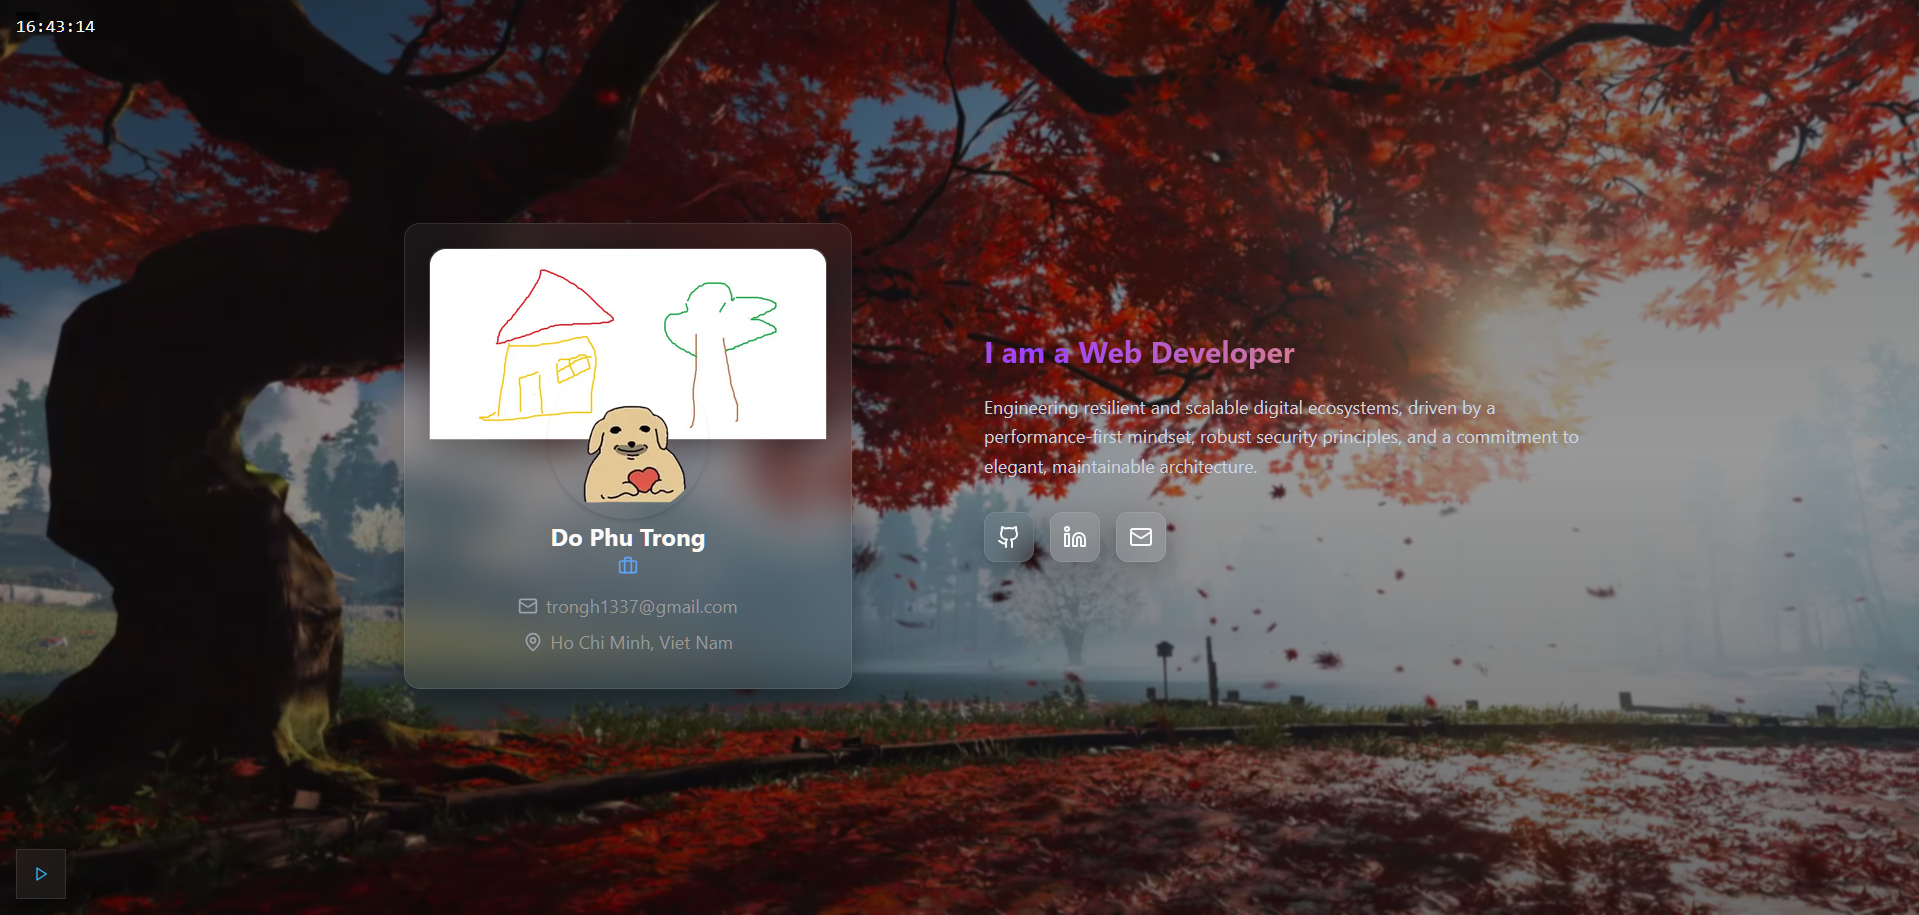 16:43:14
Do Phu Trong
trongh1337@gmail.com
Ho Chi Minh, Viet Nam
I am a Web Developer
Engineering resilient and scalable digital ecosystems, driven by a
performance-first mindset, robust security principles, and a commitment to
elegant, maintainable architecture.